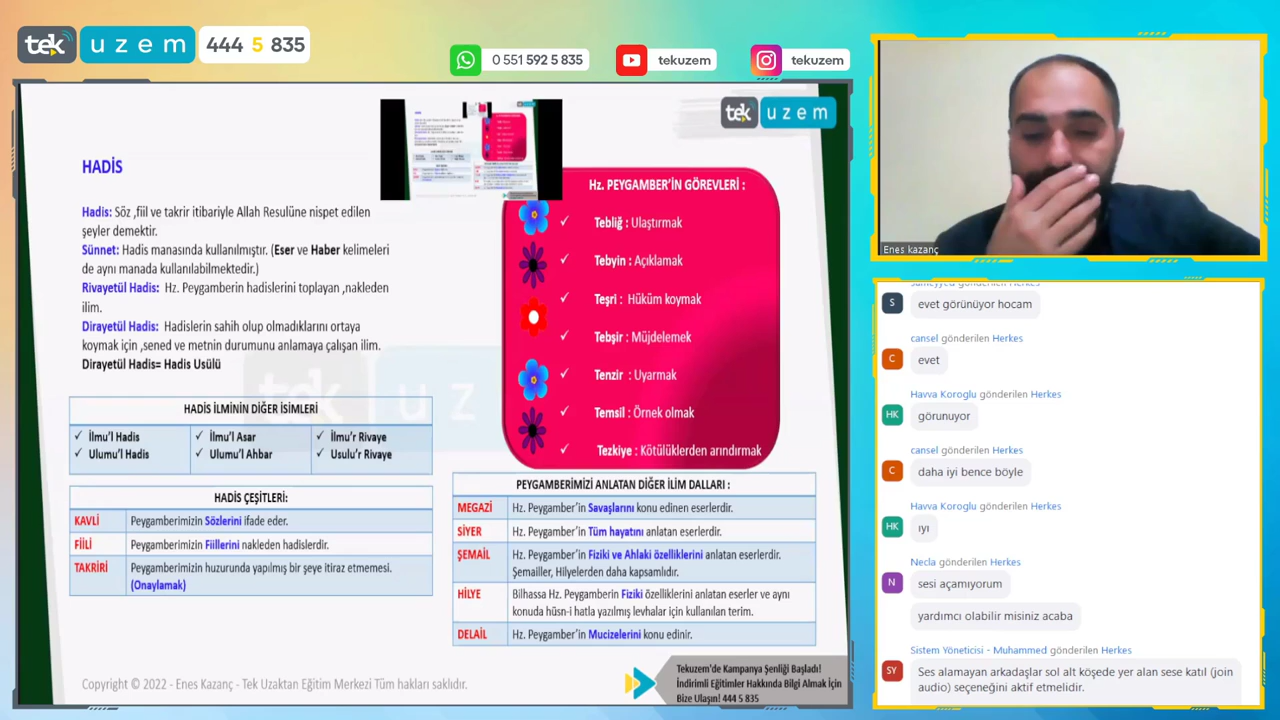 tek uzem 444 5 835
0 551 592 5 835
tekuzem
tekuzem
tek uzem
HADİS
Hadis: Söz ,fiil ve takrir itibariyle Allah Resulüne nispet edilen
şeyler demektir.
Sünnet: Hadis manasında kullanılmıştır. (Eser ve Haber kelimeleri
de aynı manada kullanılabilmektedir.)
Rivayetül Hadis: Hz. Peygamberin hadislerini toplayan ,nakleden
ilim.
Dirayetül Hadis: Hadislerin sahih olup olmadıklarını ortaya
koymak için ,sened ve metnin durumunu anlamaya çalışan ilim.
Dirayetül Hadis= Hadis Usülü
HADİS İLMİNİN DİĞER İSİMLERİ
✓ İlmu'l Hadis
✓ Ulumu'l Hadis
✓ İlmu'l Asar
✓ Ulumu'l Ahbar
✓ İlmu'r Rivaye
✓ Usulu'r Rivaye
HADİS ÇEŞİTLERİ:
KAVLİ Peygamberimizin Sözlerini ifade eder.
FİİLİ Peygamberimizin Fiillerini nakleden hadislerdir.
TAKRİRİ Peygamberimizin huzurunda yapılmış bir şeye itiraz etmemesi.
(Onaylamak)
Hz. PEYGAMBER'İN GÖREVLERİ :
✓ Tebliğ : Ulaştırmak
✓ Tebyin : Açıklamak
✓ Teşri : Hüküm koymak
✓ Tebşir : Müjdelemek
✓ Tenzir : Uyarmak
✓ Temsil : Örnek olmak
✓ Tezkiye : Kötülüklerden arındırmak
PEYGAMBERİMİZİ ANLATAN DİĞER İLİM DALLARI :
MEGAZİ Hz. Peygamber'in Savaşlarını konu edinen eserlerdir.
SİYER Hz. Peygamber'in Tüm hayatını anlatan eserlerdir.
ŞEMAİL Hz. Peygamber'in Fiziki ve Ahlaki özelliklerini anlatan eserlerdir.
Şemailler, Hilyelerden daha kapsamlıdır.
HİLYE Bilhassa Hz. Peygamberin Fiziki özelliklerini anlatan eserler ve aynı
konuda hüsn-i hatla yazılmış levhalar için kullanılan terim.
DELAİL Hz. Peygamber'in Mucizelerini konu edinir.
Copyright © 2022 - Enes Kazanç - Tek Uzaktan Eğitim Merkezi Tüm hakları saklıdır.
Tekuzem'de Kampanya Şenliği Başladı!
İndirimli Eğitimler Hakkında Bilgi Almak İçin
Bize Ulaşın! 444 5 835
Enes kazanç
S evet görünüyor hocam
cansel gönderilen Herkes
C evet
Havva Koroglu gönderilen Herkes
HK görunuyor
cansel gönderilen Herkes
C daha iyi bence böyle
Havva Koroglu gönderilen Herkes
HK ıyı
Necla gönderilen Herkes
N sesi açamıyorum
yardımcı olabilir misiniz acaba
Sistem Yöneticisi - Muhammed gönderilen Herkes
SY Ses alamayan arkadaşlar sol alt köşede yer alan sese katıl (join
audio) seçeneğini aktif etmelidir.